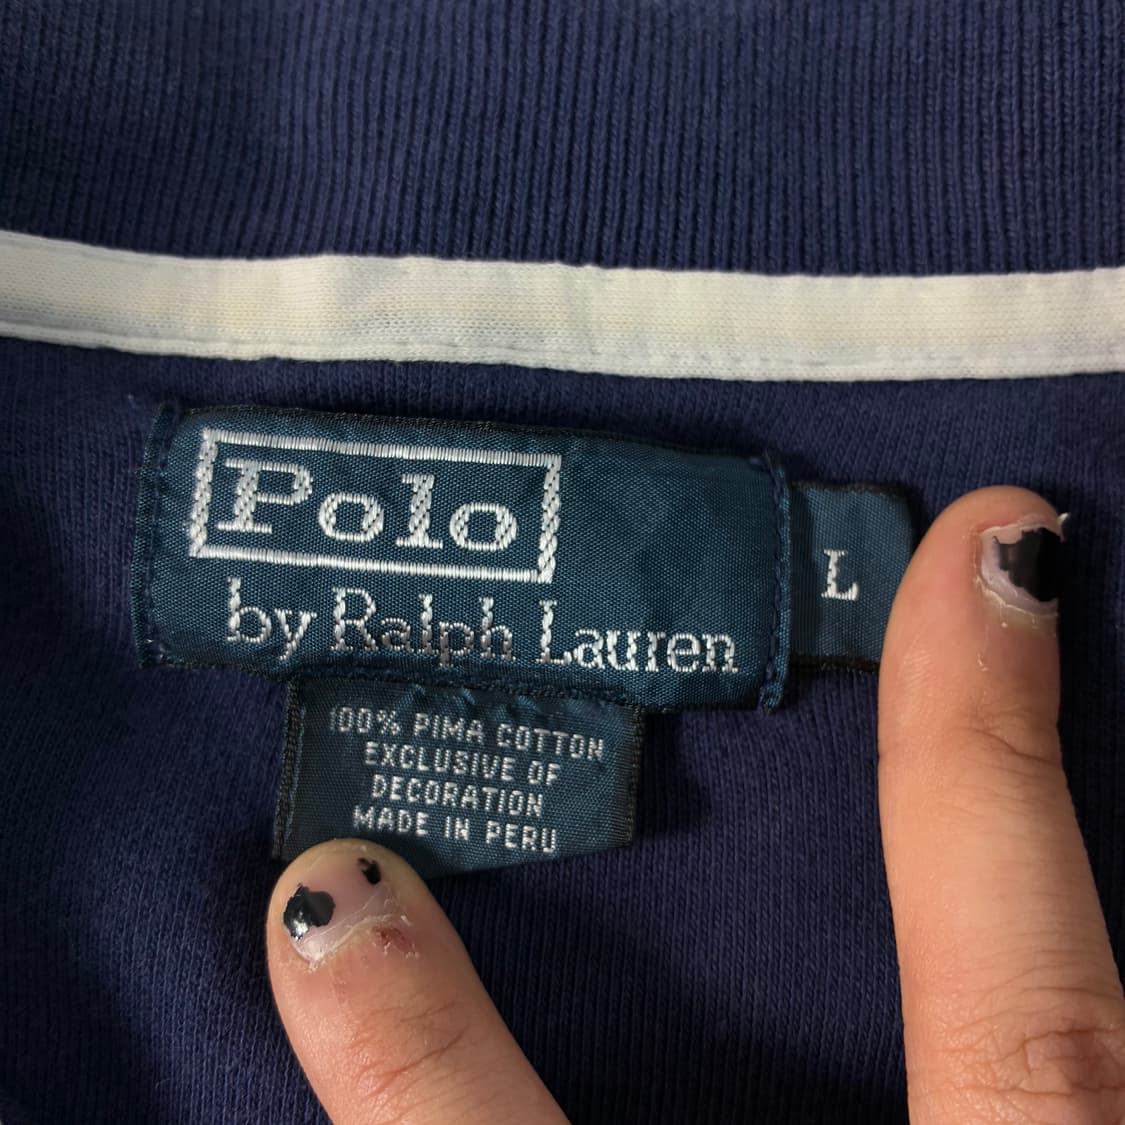 Polo
by Ralph Lauren
L
100% PIMA COTTON
EXCLUSIVE OF
DECORATION
MADE IN PERU